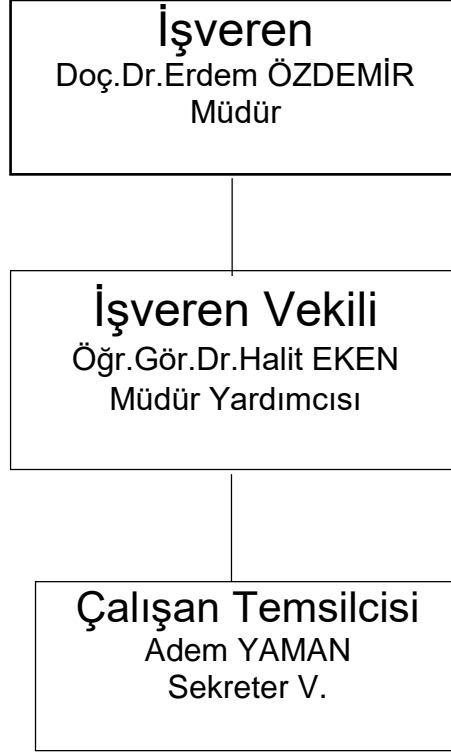 İşveren
Doç.Dr.Erdem ÖZDEMİR
Müdür
İşveren Vekili
Öğr.Gör.Dr.Halit EKEN
Müdür Yardımcısı
Çalışan Temsilcisi
Adem YAMAN
Sekreter V.